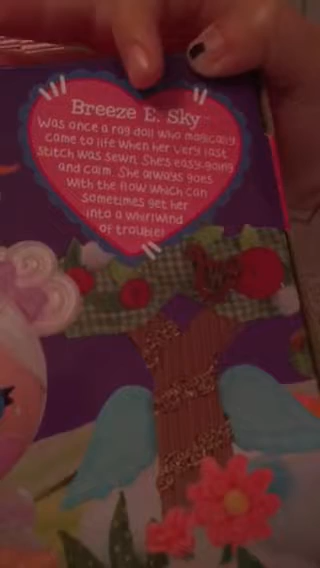 Breeze E. Sky™
Was once a rag doll who magically
came to life when her very last
stitch was sewn. She's easy-going
and calm. She always goes
with the flow which can
sometimes get her
into a whirlwind
of trouble!